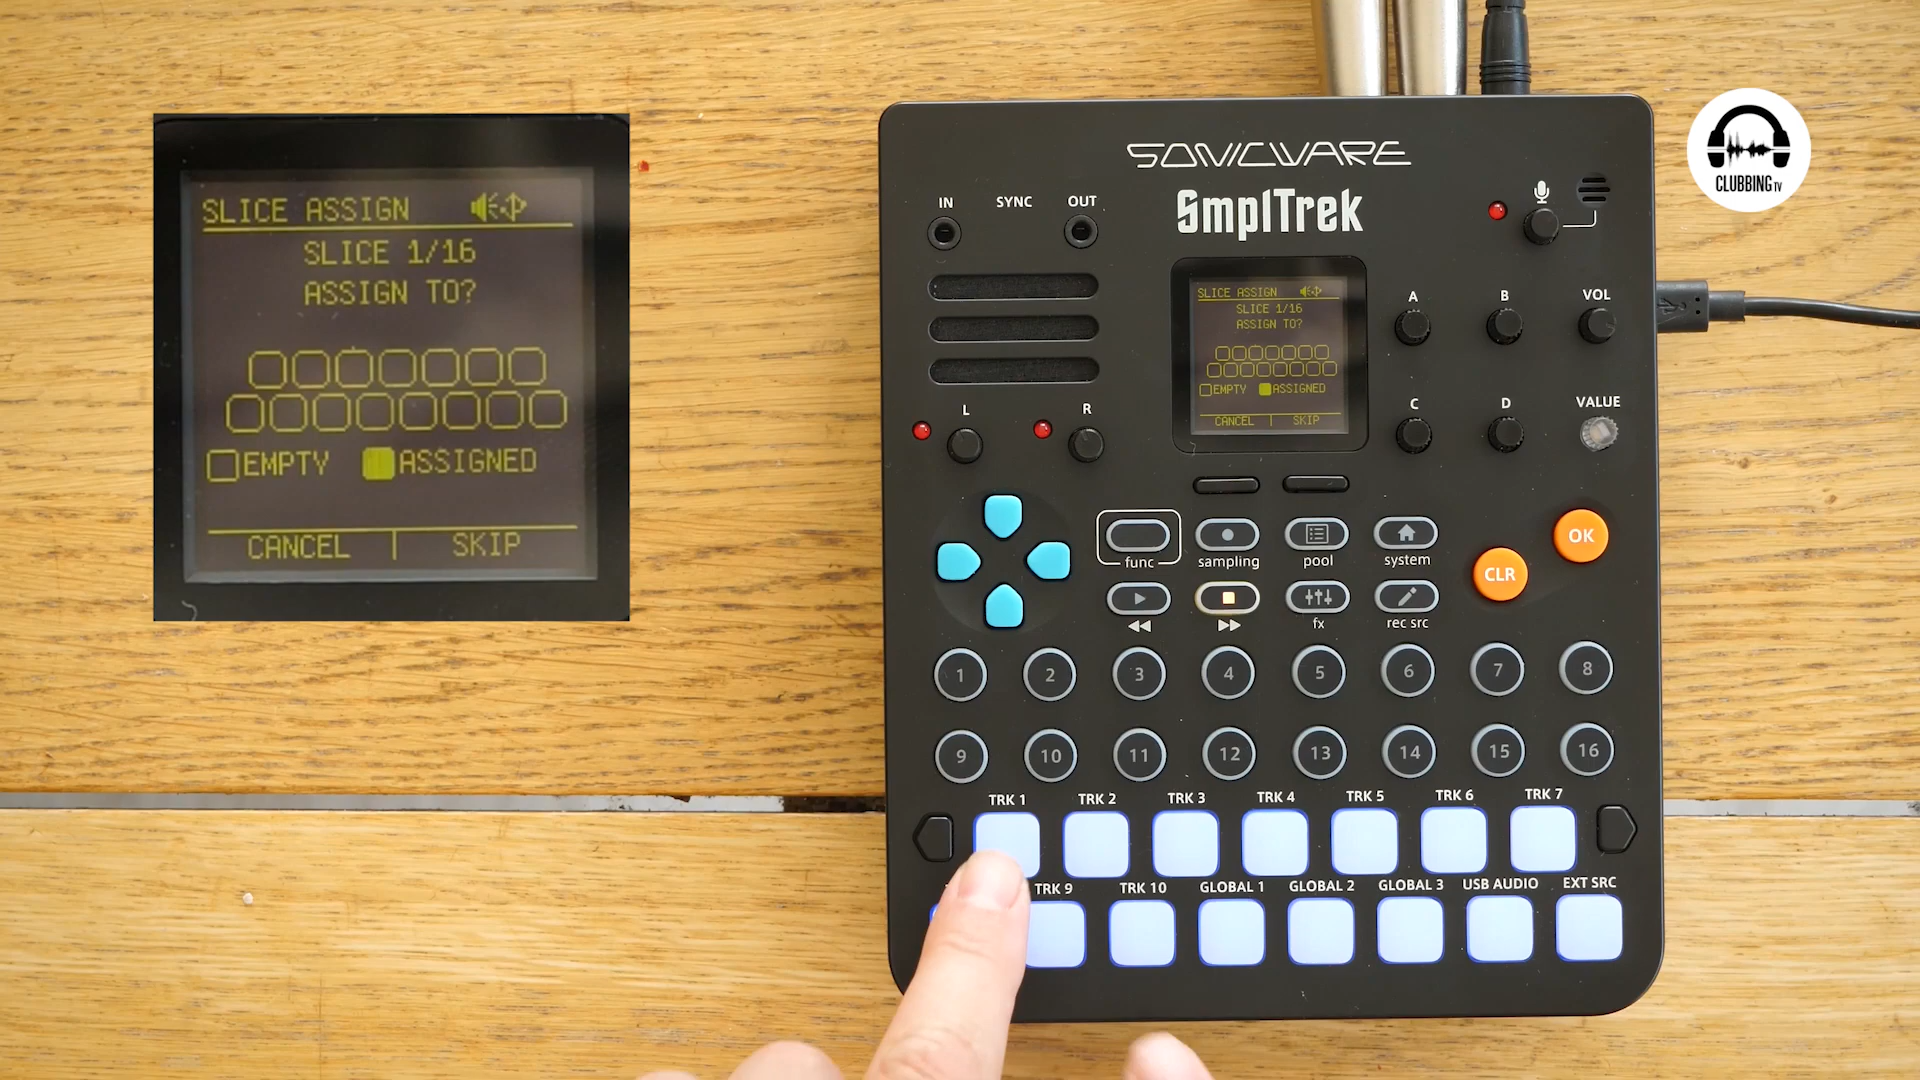 SLICE ASSIGN
SLICE 1/16
ASSIGN TO?
EMPTY ASSIGNED
CANCEL | SKIP
SONICWARE
SmplTrek
IN SYNC OUT
CLUBBING TV
A B VOL
SLICE ASSIGN
SLICE 1/16
ASSIGN TO?
EMPTY ASSIGNED
CANCEL | SKIP
L R
C D VALUE
func sampling pool system
OK
CLR
fx rec src
1 2 3 4 5 6 7 8
9 10 11 12 13 14 15 16
TRK 1 TRK 2 TRK 3 TRK 4 TRK 5 TRK 6 TRK 7
TRK 9 TRK 10 GLOBAL 1 GLOBAL 2 GLOBAL 3 USB AUDIO EXT SRC